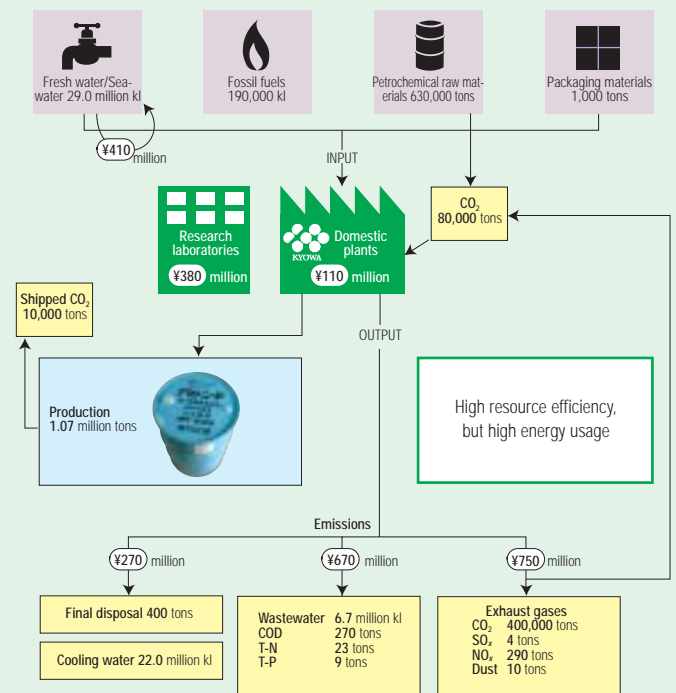 Fresh water/Sea-
water 29.0 million kl
Fossil fuels
190,000 kl
Petrochemical raw mat-
erials 630,000 tons
Packaging materials
1,000 tons
¥410 million
INPUT
CO₂
80,000 tons
Research
laboratories
¥380 million
KYOWA
Domestic
plants
¥110 million
Shipped CO₂
10,000 tons
OUTPUT
Production
1.07 million tons
High resource efficiency,
but high energy usage
Emissions
¥270 million
¥670 million
¥750 million
Final disposal 400 tons
Cooling water 22.0 million kl
Wastewater 6.7 million kl
COD 270 tons
T-N 23 tons
T-P 9 tons
Exhaust gases
CO₂ 400,000 tons
SOₓ 4 tons
NOₓ 290 tons
Dust 10 tons